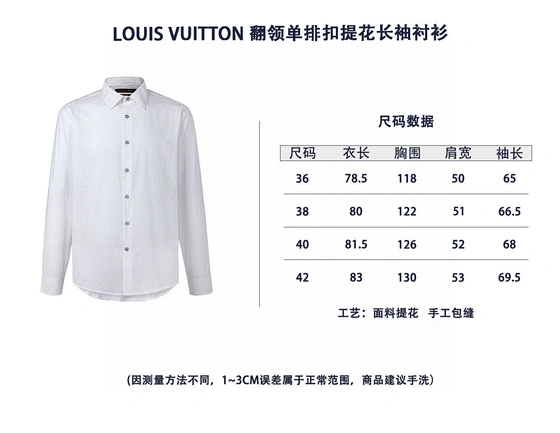 LOUIS VUITTON 翻领单排扣提花长袖衬衫
尺码数据
尺码 衣长 胸围 肩宽 袖长
36 78.5 118 50 65
38 80 122 51 66.5
40 81.5 126 52 68
42 83 130 53 69.5
工艺：面料提花 手工包缝
(因测量方法不同，1~3CM误差属于正常范围，商品建议手洗)